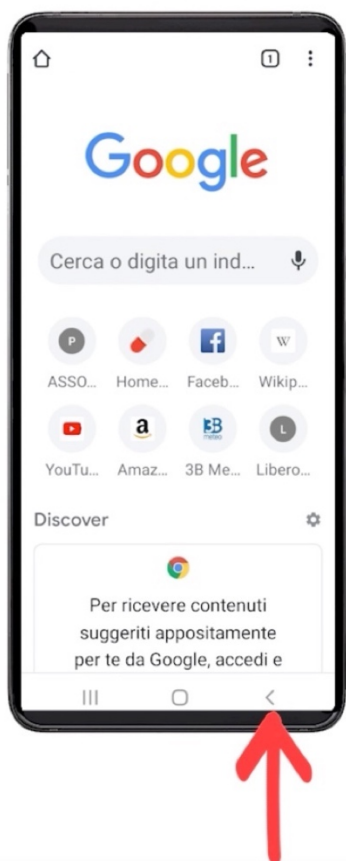 1
Google
Cerca o digita un ind...
P
W
ASSO... Home... Faceb... Wikip...
a
3B
meteo
L
YouTu... Amaz... 3B Me... Libero...
Discover
Per ricevere contenuti
suggeriti appositamente
per te da Google, accedi e